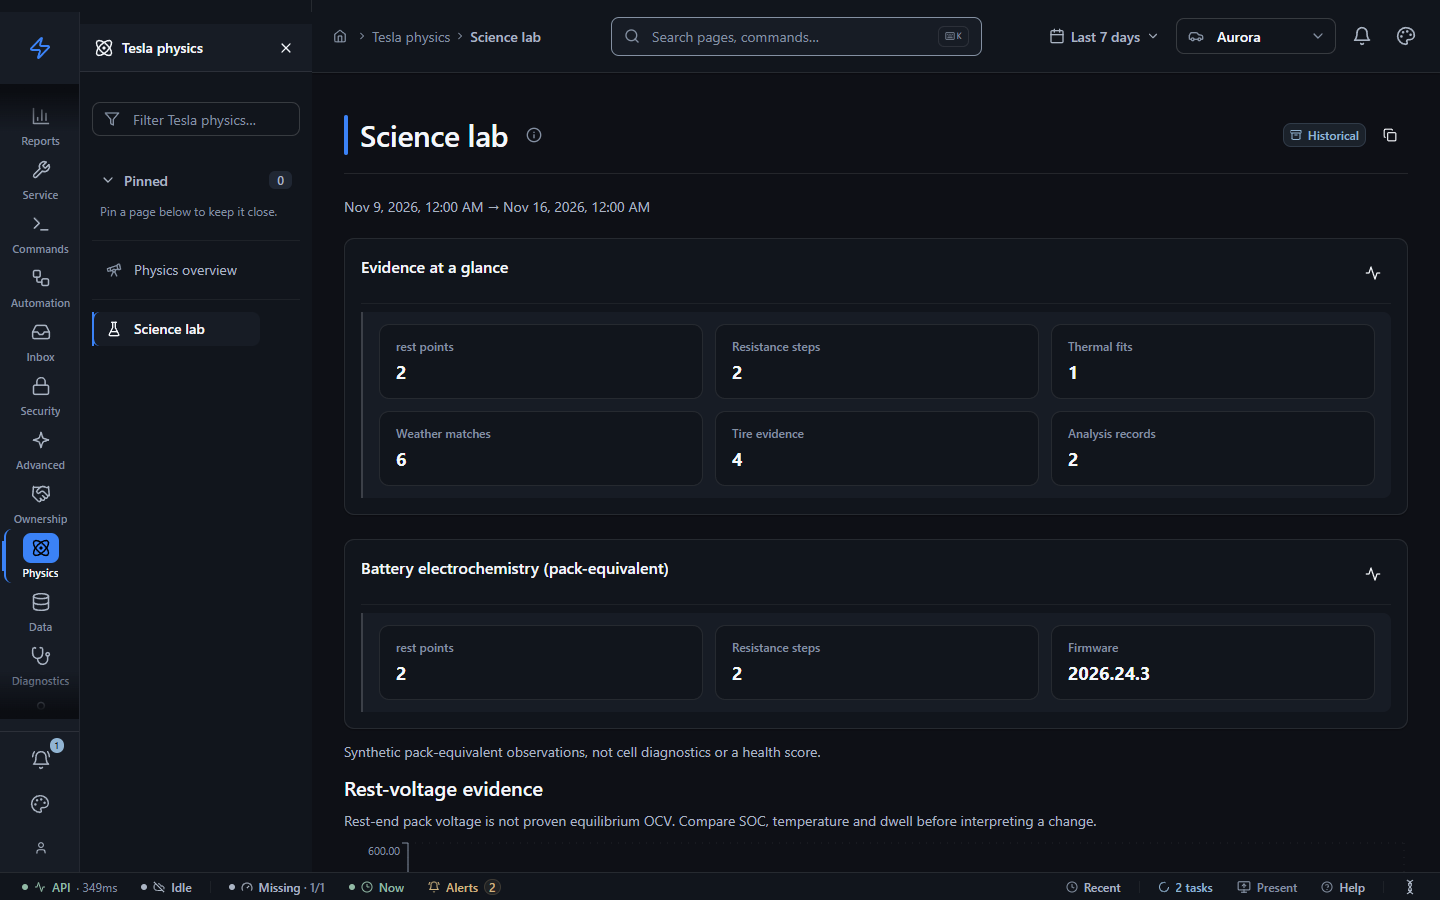 Tesla physics
Tesla physics
Science lab
Search pages, commands...
K
Last 7 days
Aurora
Reports
Service
Commands
Automation
Inbox
Security
Advanced
Ownership
Physics
Data
Diagnostics
1
Filter Tesla physics...
Pinned
0
Pin a page below to keep it close.
Physics overview
Science lab
Science lab
Historical
Nov 9, 2026, 12:00 AM → Nov 16, 2026, 12:00 AM
Evidence at a glance
rest points
2
Resistance steps
2
Thermal fits
1
Weather matches
6
Tire evidence
4
Analysis records
2
Battery electrochemistry (pack-equivalent)
rest points
2
Resistance steps
2
Firmware
2026.24.3
Synthetic pack-equivalent observations, not cell diagnostics or a health score.
Rest-voltage evidence
Rest-end pack voltage is not proven equilibrium OCV. Compare SOC, temperature and dwell before interpreting a change.
600.00
API · 349ms
Idle
Missing · 1/1
Now
Alerts 2
Recent
2 tasks
Present
Help